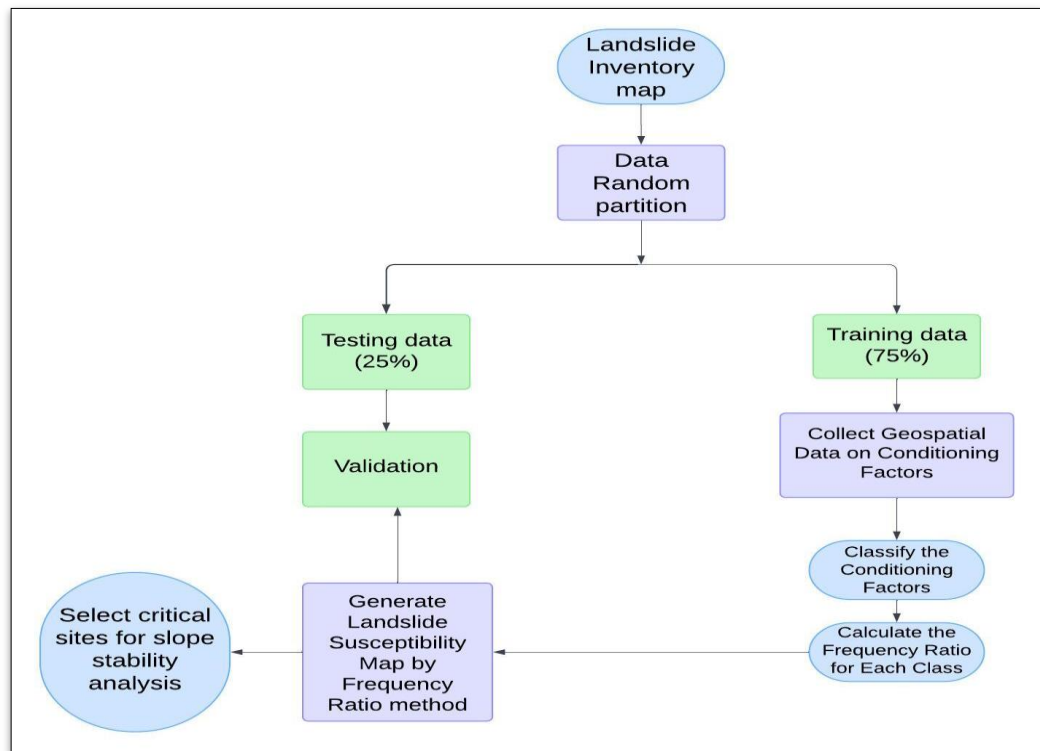 Landslide
Inventory
map
Data
Random
partition
Testing data
(25%)
Training data
(75%)
Validation
Collect Geospatial
Data on Conditioning
Factors
Classify the
Conditioning
Factors
Calculate the
Frequency Ratio
for Each Class
Generate
Landslide
Susceptibility
Map by
Frequency
Ratio method
Select critical
sites for slope
stability
analysis